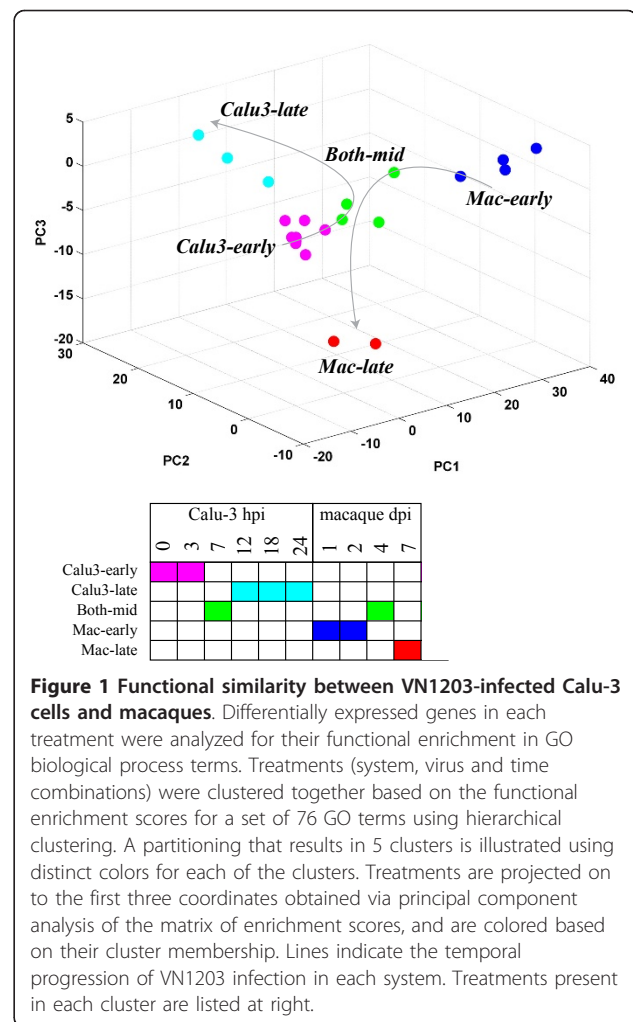 Calu3-late
Both-mid
Mac-early
Calu3-early
Mac-late
5
0
-5
-10
-15
-20
PC3
30
20
10
0
-10
PC2
-20
-10
0
10
20
30
40
PC1
Calu-3 hpi macaque dpi
0 3 7 12 18 24 1 2 4 7
Calu3-early
Calu3-late
Both-mid
Mac-early
Mac-late
Figure 1 Functional similarity between VN1203-infected Calu-3
cells and macaques. Differentially expressed genes in each
treatment were analyzed for their functional enrichment in GO
biological process terms. Treatments (system, virus and time
combinations) were clustered together based on the functional
enrichment scores for a set of 76 GO terms using hierarchical
clustering. A partitioning that results in 5 clusters is illustrated using
distinct colors for each of the clusters. Treatments are projected on
to the first three coordinates obtained via principal component
analysis of the matrix of enrichment scores, and are colored based
on their cluster membership. Lines indicate the temporal
progression of VN1203 infection in each system. Treatments present
in each cluster are listed at right.